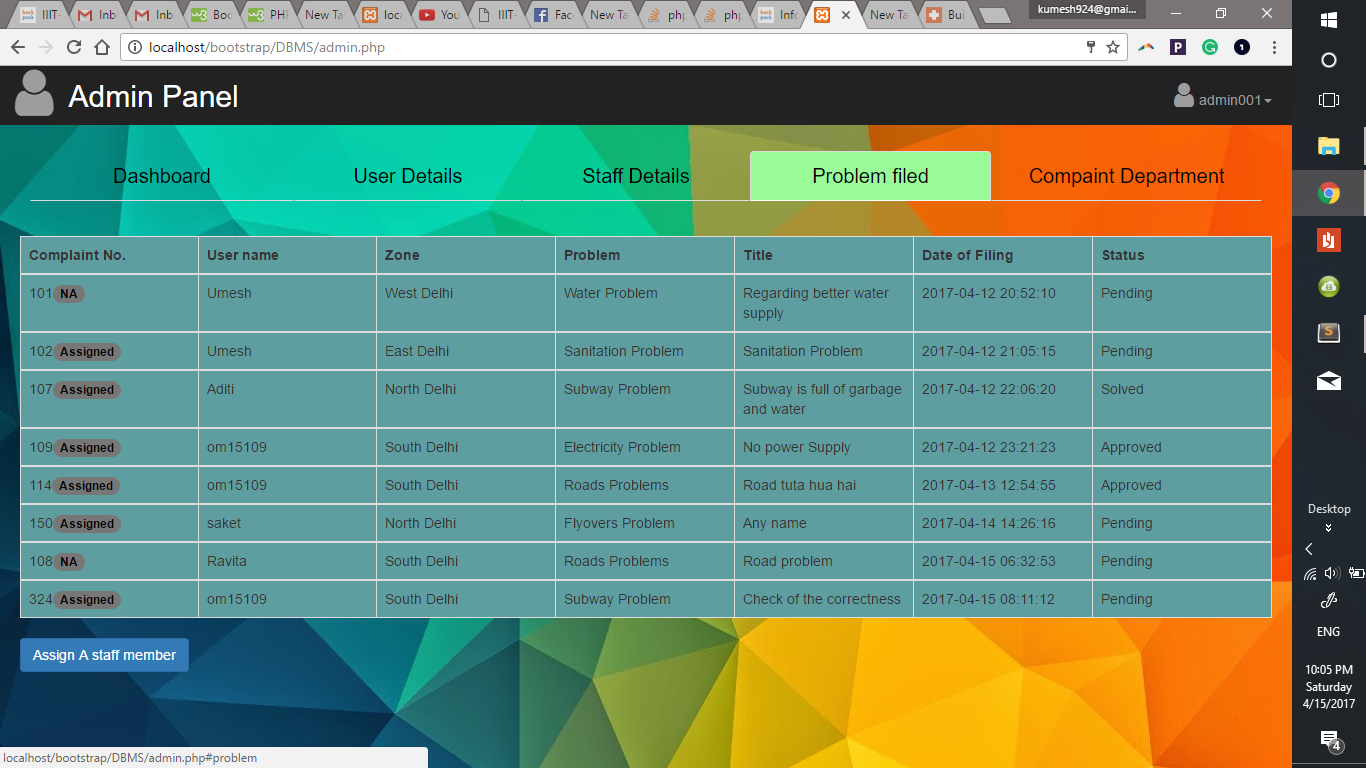 kumesh924@gmai...
IIIT- Inb Inb Boc PHP New Ta loca You IIIT- Fac New Ta php php Info New Ta Bui
localhost/bootstrap/DBMS/admin.php
Admin Panel
admin001
Dashboard User Details Staff Details Problem filed Compaint Department
Complaint No. User name Zone Problem Title Date of Filing Status
101 NA Umesh West Delhi Water Problem Regarding better water 2017-04-12 20:52:10 Pending
supply
102 Assigned Umesh East Delhi Sanitation Problem Sanitation Problem 2017-04-12 21:05:15 Pending
107 Assigned Aditi North Delhi Subway Problem Subway is full of garbage 2017-04-12 22:06:20 Solved
and water
109 Assigned om15109 South Delhi Electricity Problem No power Supply 2017-04-12 23:21:23 Approved
114 Assigned om15109 South Delhi Roads Problems Road tuta hua hai 2017-04-13 12:54:55 Approved
150 Assigned saket North Delhi Flyovers Problem Any name 2017-04-14 14:26:16 Pending
108 NA Ravita South Delhi Roads Problems Road problem 2017-04-15 06:32:53 Pending
324 Assigned om15109 South Delhi Subway Problem Check of the correctness 2017-04-15 08:11:12 Pending
Assign A staff member
localhost/bootstrap/DBMS/admin.php#problem
Desktop
ENG
10:05 PM
Saturday
4/15/2017
4